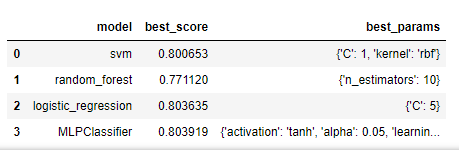 model best_score best_params
0 svm 0.800653 {'C': 1, 'kernel': 'rbf'}
1 random_forest 0.771120 {'n_estimators': 10}
2 logistic_regression 0.803635 {'C': 5}
3 MLPClassifier 0.803919 {'activation': 'tanh', 'alpha': 0.05, 'learnin...